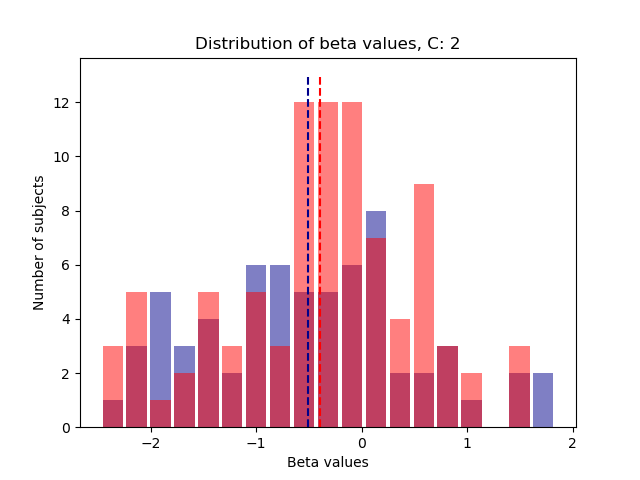 Distribution of beta values, C: 2
Number of subjects
12
10
8
6
4
2
0
−2 −1 0 1 2
Beta values